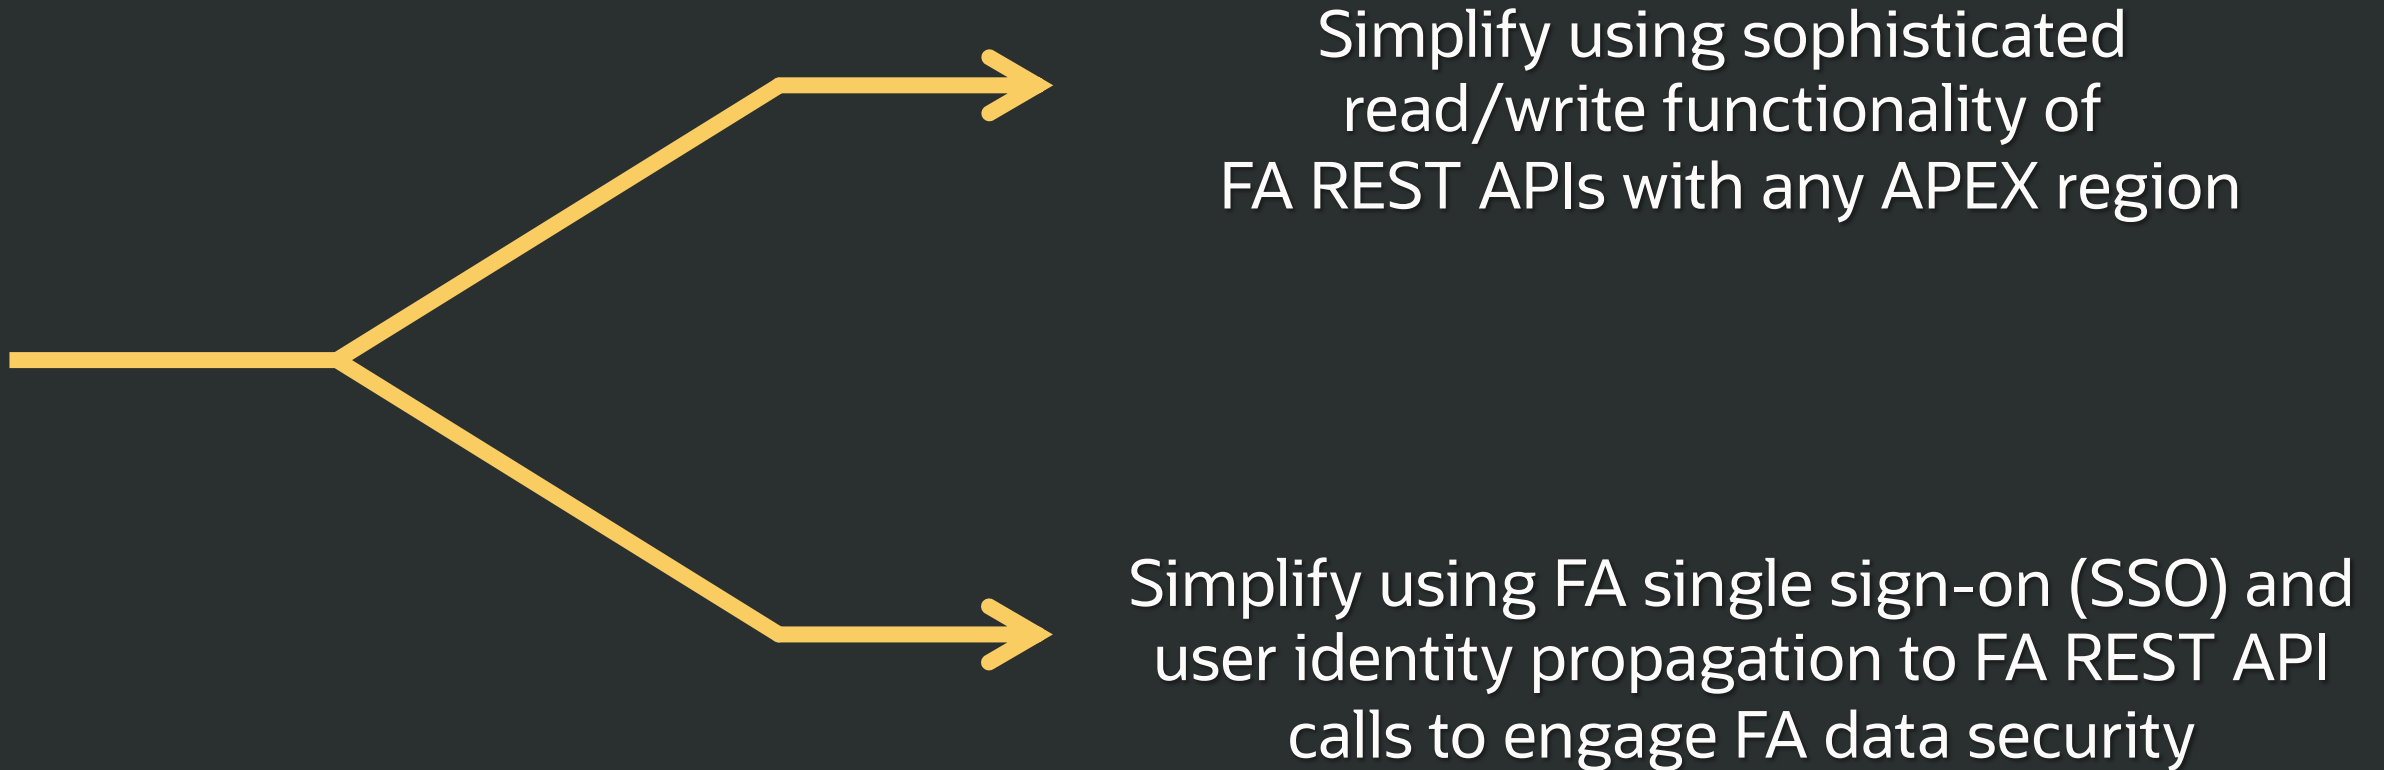 Simplify using sophisticated
read/write functionality of
FA REST APIs with any APEX region
Simplify using FA single sign-on (SSO) and
user identity propagation to FA REST API
calls to engage FA data security